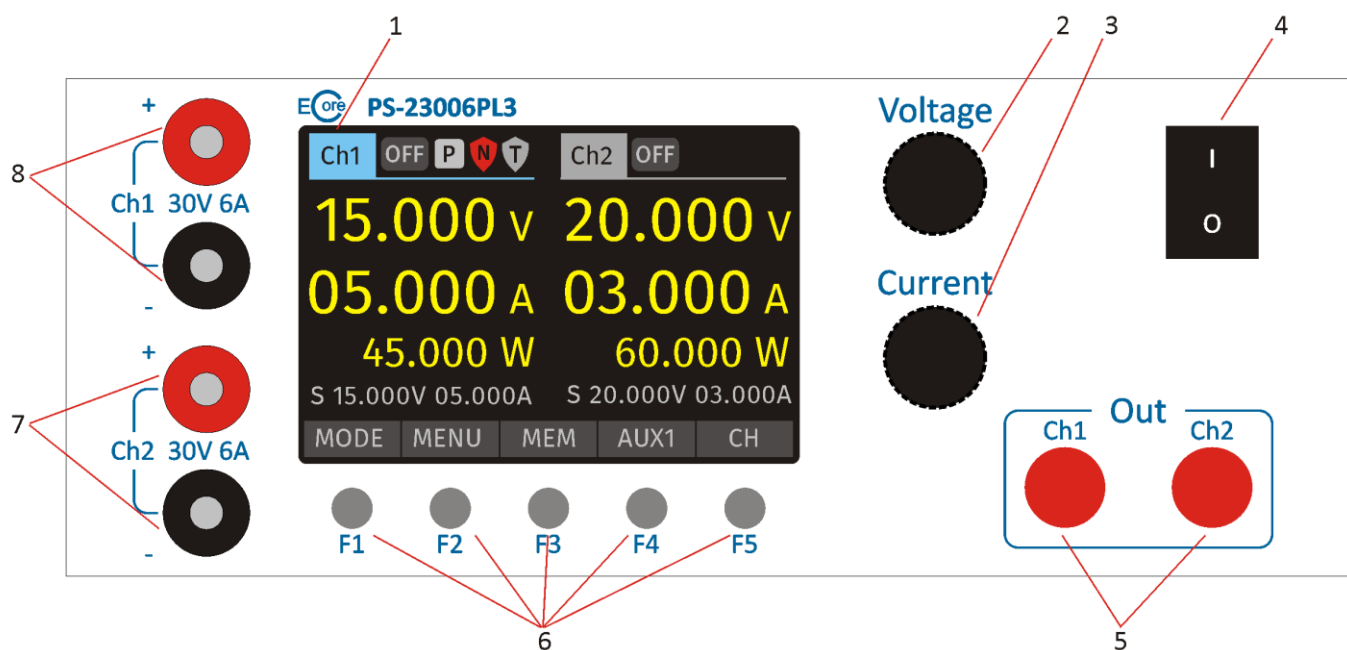 1
2
3
4
ECore PS-23006PL3
Voltage
+
Ch1 OFF P N T
Ch2 OFF
I
O
8
Ch1 30V 6A
15.000 V
20.000 V
-
Current
05.000 A
03.000 A
45.000 W
60.000 W
+
S 15.000V 05.000A
S 20.000V 03.000A
7
Ch2 30V 6A
MODE MENU MEM AUX1 CH
Out
Ch1
Ch2
-
F1 F2 F3 F4 F5
6
5